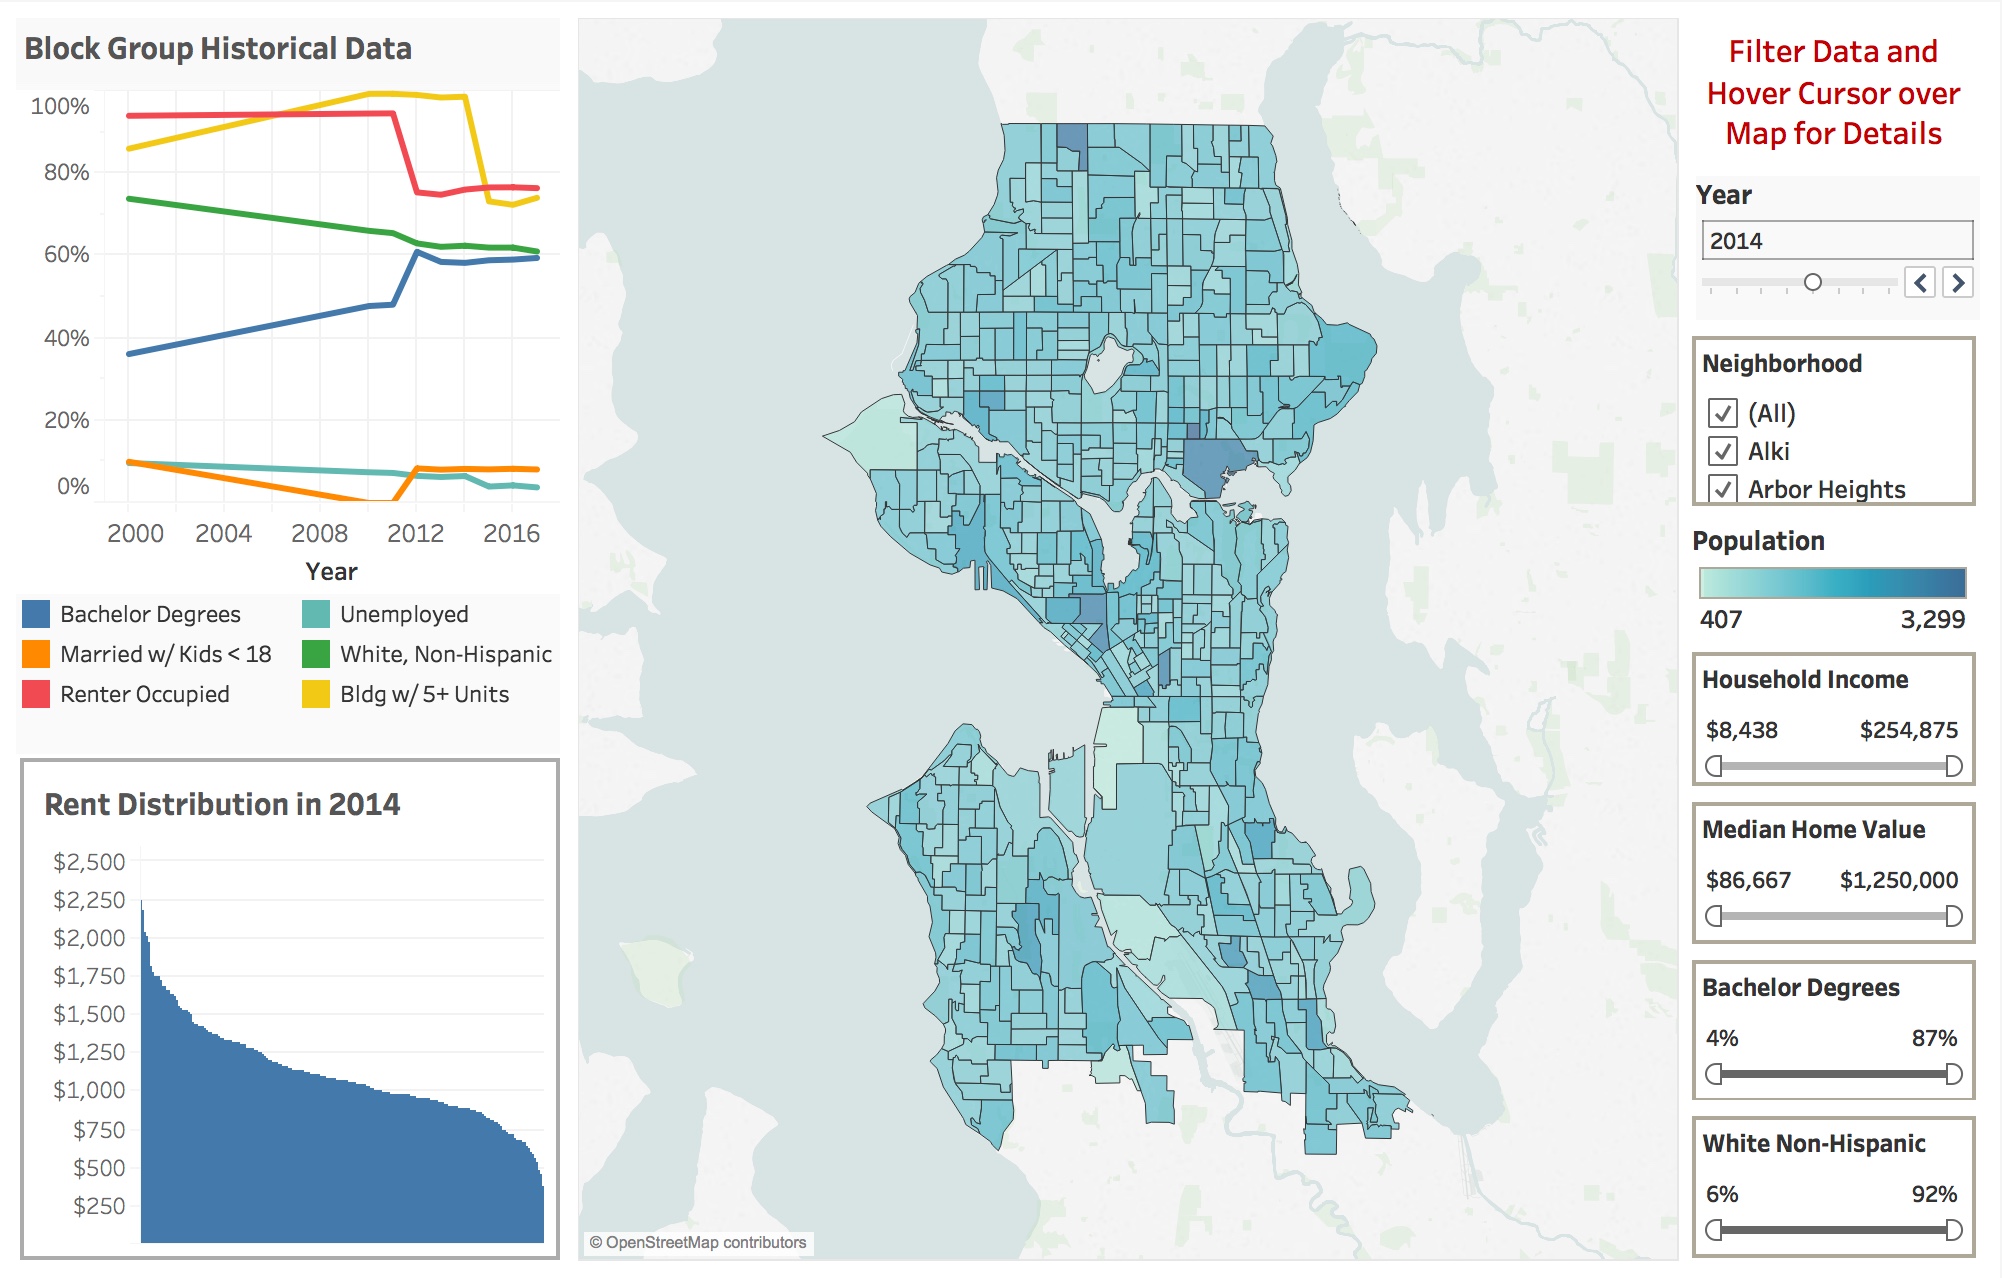 Block Group Historical Data
100%
80%
60%
40%
20%
0%
2000 2004 2008 2012 2016
Year
Bachelor Degrees
Unemployed
Married w/ Kids < 18
White, Non-Hispanic
Renter Occupied
Bldg w/ 5+ Units
Rent Distribution in 2014
$2,500
$2,250
$2,000
$1,750
$1,500
$1,250
$1,000
$750
$500
$250
© OpenStreetMap contributors
Filter Data and
Hover Cursor over
Map for Details
Year
2014
Neighborhood
(All)
Alki
Arbor Heights
Population
407 3,299
Household Income
$8,438 $254,875
Median Home Value
$86,667 $1,250,000
Bachelor Degrees
4% 87%
White Non-Hispanic
6% 92%